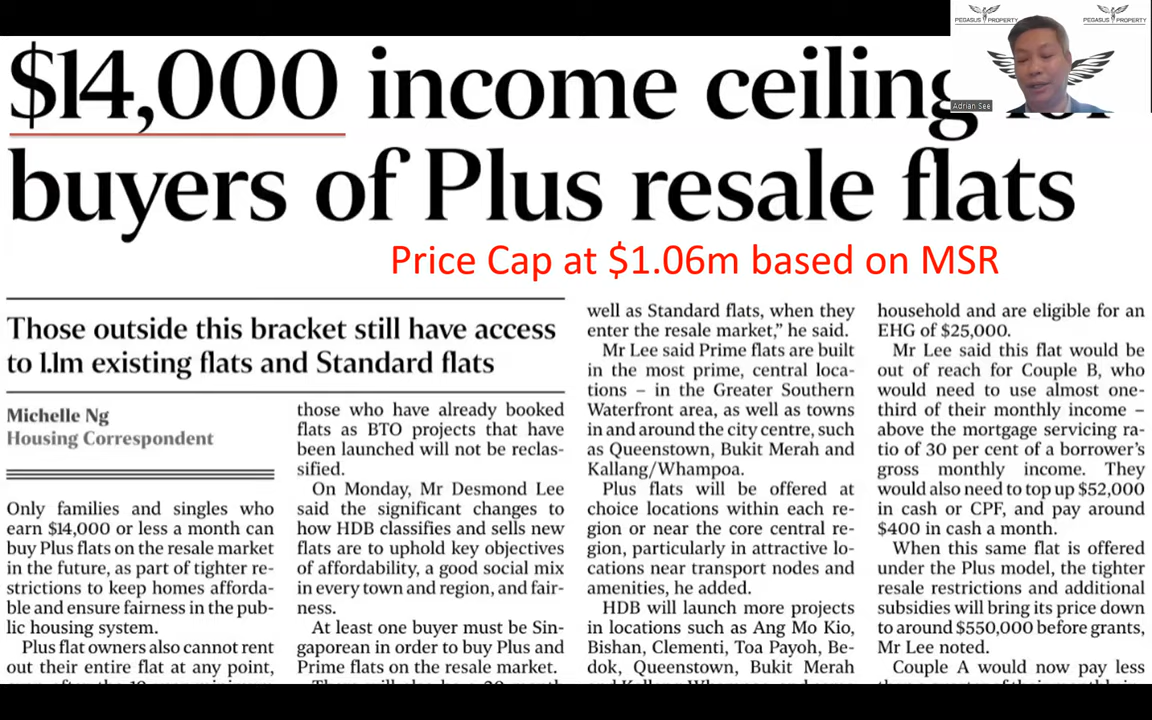 PEGASUS PROPERTY
PEGASUS PROPERTY
Adrian See
$14,000 income ceiling for
buyers of Plus resale flats
Price Cap at $1.06m based on MSR
Those outside this bracket still have access
to 1.1m existing flats and Standard flats
Michelle Ng
Housing Correspondent
Only families and singles who
earn $14,000 or less a month can
buy Plus flats on the resale market
in the future, as part of tighter re-
strictions to keep homes afforda-
ble and ensure fairness in the pub-
lic housing system.
Plus flat owners also cannot rent
out their entire flat at any point,
those who have already booked
flats as BTO projects that have
been launched will not be reclas-
sified.
On Monday, Mr Desmond Lee
said the significant changes to
how HDB classifies and sells new
flats are to uphold key objectives
of affordability, a good social mix
in every town and region, and fair-
ness.
At least one buyer must be Sin-
gaporean in order to buy Plus and
Prime flats on the resale market.
well as Standard flats, when they
enter the resale market,” he said.
Mr Lee said Prime flats are built
in the most prime, central loca-
tions – in the Greater Southern
Waterfront area, as well as towns
in and around the city centre, such
as Queenstown, Bukit Merah and
Kallang/Whampoa.
Plus flats will be offered at
choice locations within each re-
gion or near the core central re-
gion, particularly in attractive lo-
cations near transport nodes and
amenities, he added.
HDB will launch more projects
in locations such as Ang Mo Kio,
Bishan, Clementi, Toa Payoh, Be-
dok, Queenstown, Bukit Merah
household and are eligible for an
EHG of $25,000.
Mr Lee said this flat would be
out of reach for Couple B, who
would need to use almost one-
third of their monthly income –
above the mortgage servicing ra-
tio of 30 per cent of a borrower’s
gross monthly income. They
would also need to top up $52,000
in cash or CPF, and pay around
$400 in cash a month.
When this same flat is offered
under the Plus model, the tighter
resale restrictions and additional
subsidies will bring its price down
to around $550,000 before grants,
Mr Lee noted.
Couple A would now pay less